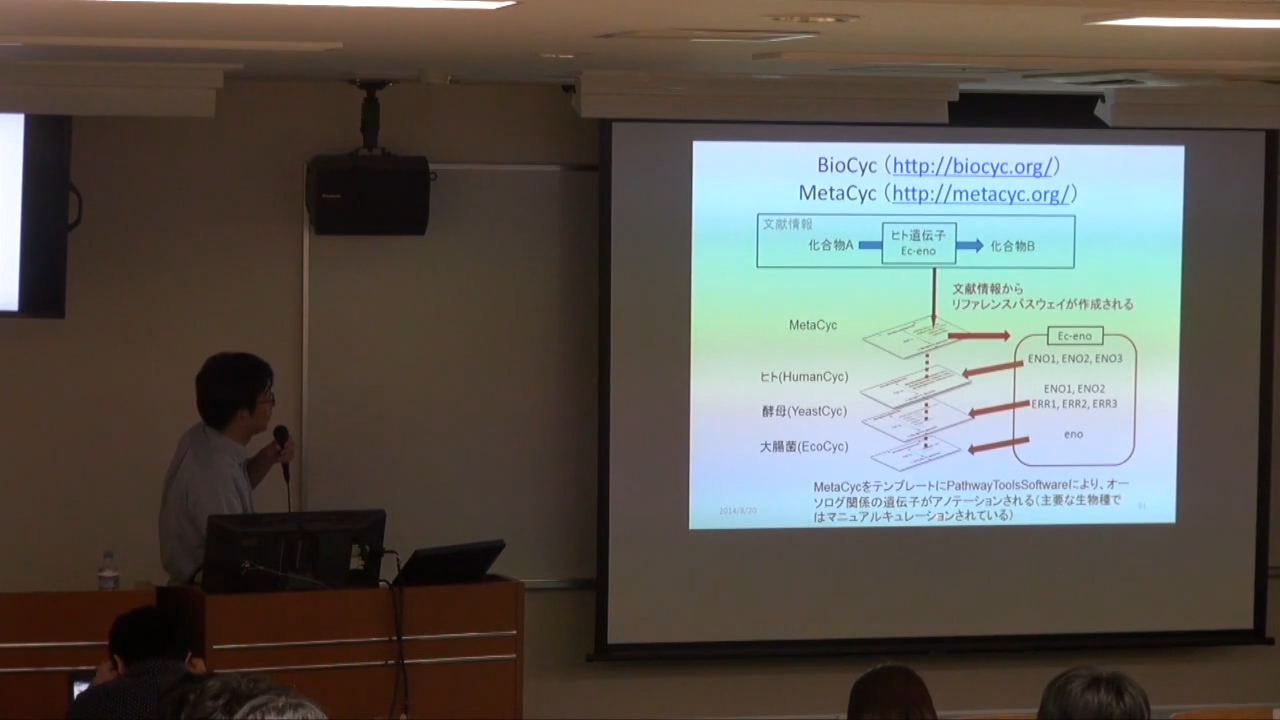 BioCyc（http://biocyc.org/）
MetaCyc（http://metacyc.org/）
文献情報
化合物A
ヒト遺伝子
Ec-eno
化合物B
文献情報から
リファレンスパスウェイが作成される
MetaCyc
Ec-eno
ENO1, ENO2, ENO3
ヒト(HumanCyc)
ENO1, ENO2
ERR1, ERR2, ERR3
酵母(YeastCyc)
eno
大腸菌(EcoCyc)
MetaCycをテンプレートにPathwayToolsSoftwareにより、オー
ソログ関係の遺伝子がアノテーションされる（主要な生物種で
はマニュアルキュレーションされている）
2014/8/20